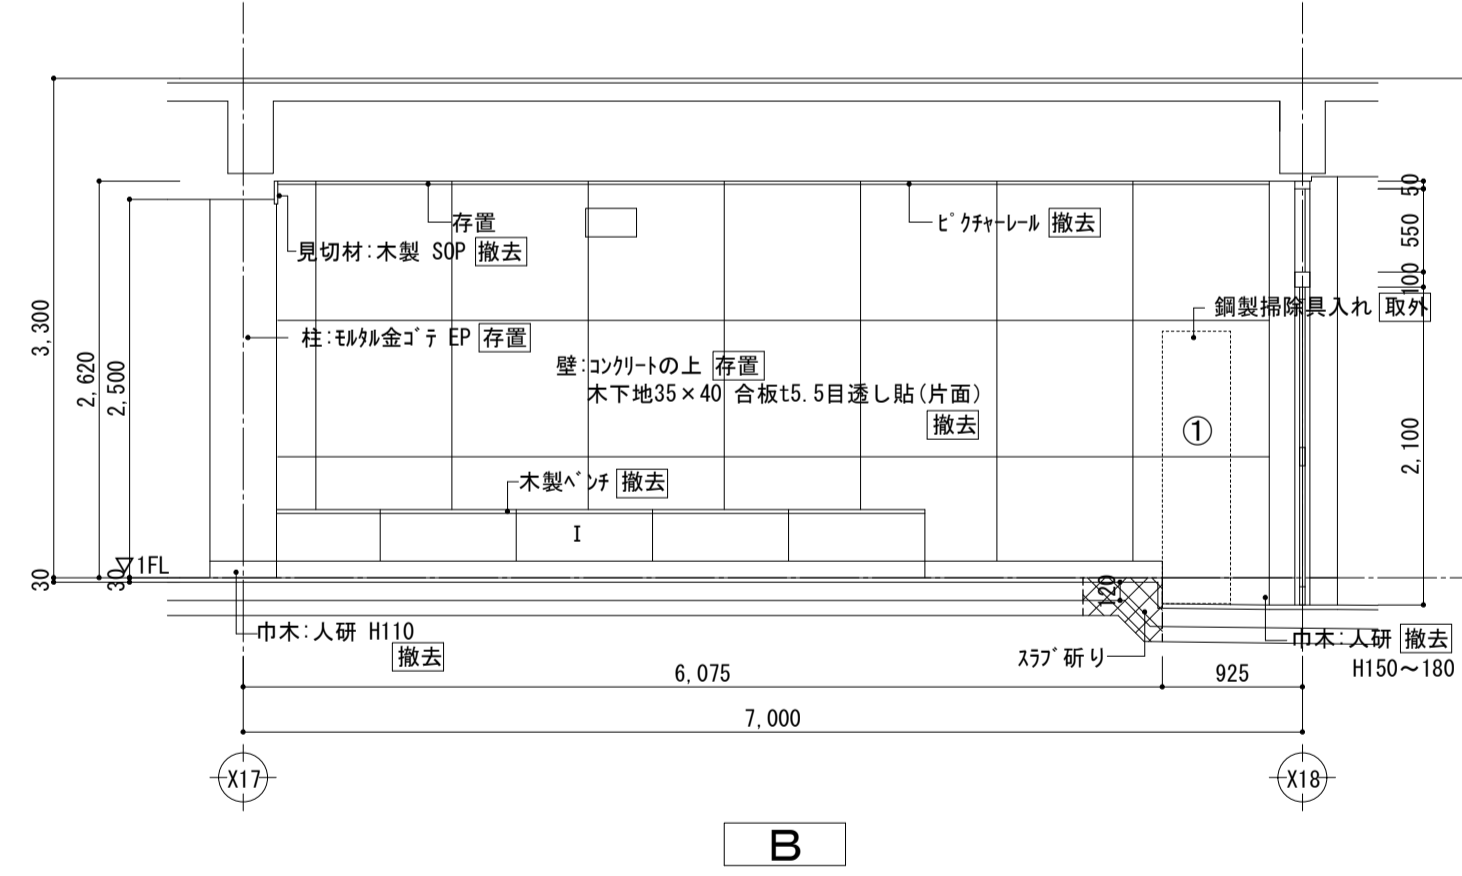 存置
見切材:木製 SOP 撤去
ピクチャーレール 撤去
鋼製掃除具入れ 取外
柱:モルタル金ゴテ EP 存置
壁:コンクリートの上 存置
木下地35×40 合板t5.5目透し貼(片面)
撤去
①
木製ベンチ 撤去
I
3,300
2,620
2,500
30
30
▽1FL
50
550
100
2,100
120
巾木:人研 H110
撤去
スラブ斫り
巾木:人研 撤去
H150～180
6,075
925
7,000
X17
X18
B